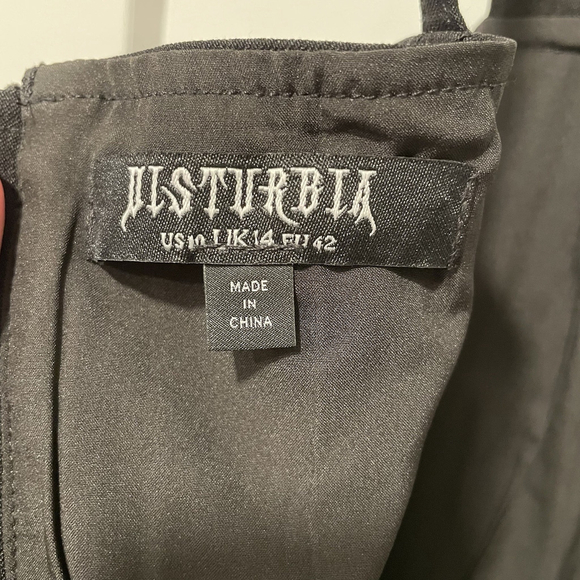 DISTURBIA
US 10 UK 14 EU 42
MADE
IN
CHINA